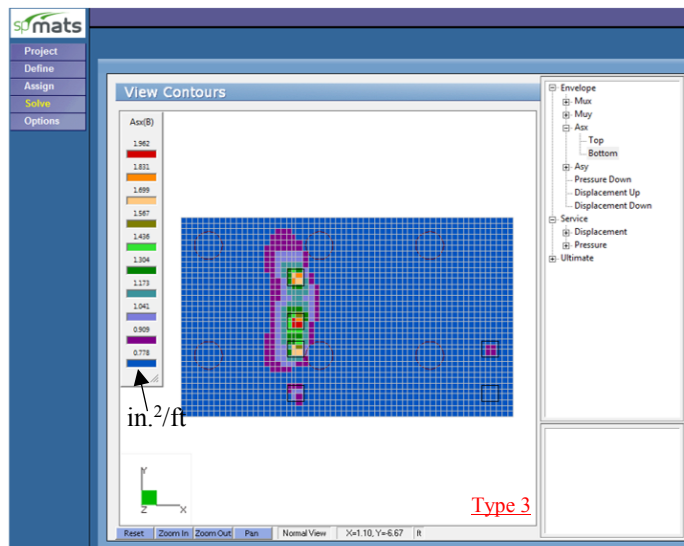 spmats
Project
Define
Assign
Solve
Options
View Contours
Asx(B)
1.962
1.831
1.699
1.567
1.436
1.304
1.173
1.041
0.909
0.778
in.²/ft
Y
Z X
Type 3
Reset Zoom In Zoom Out Pan Normal View X=1.10, Y=-6.67 ft
Envelope
Mux
Muy
Asx
Top
Bottom
Asy
Pressure Down
Displacement Up
Displacement Down
Service
Displacement
Pressure
Ultimate